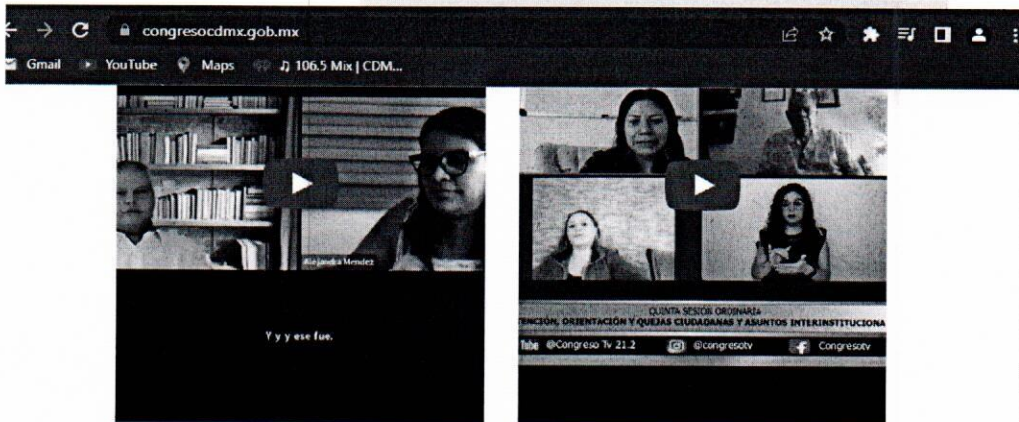 congresocdmx.gob.mx
Gmail YouTube Maps 106.5 Mix | CDM...
Alejandra Mendez
Y y y ese fue.
QUINTA SESIÓN ORDINARIA
TENCIÓN, ORIENTACIÓN Y QUEJAS CIUDADANAS Y ASUNTOS INTERINSTITUCIONA
Tube @Congreso Tv 21.2 @congresotv Congresotv